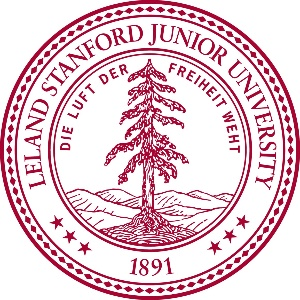 LELAND STANFORD JUNIOR UNIVERSITY
DIE LUFT DER FREIHEIT WEHT
1891